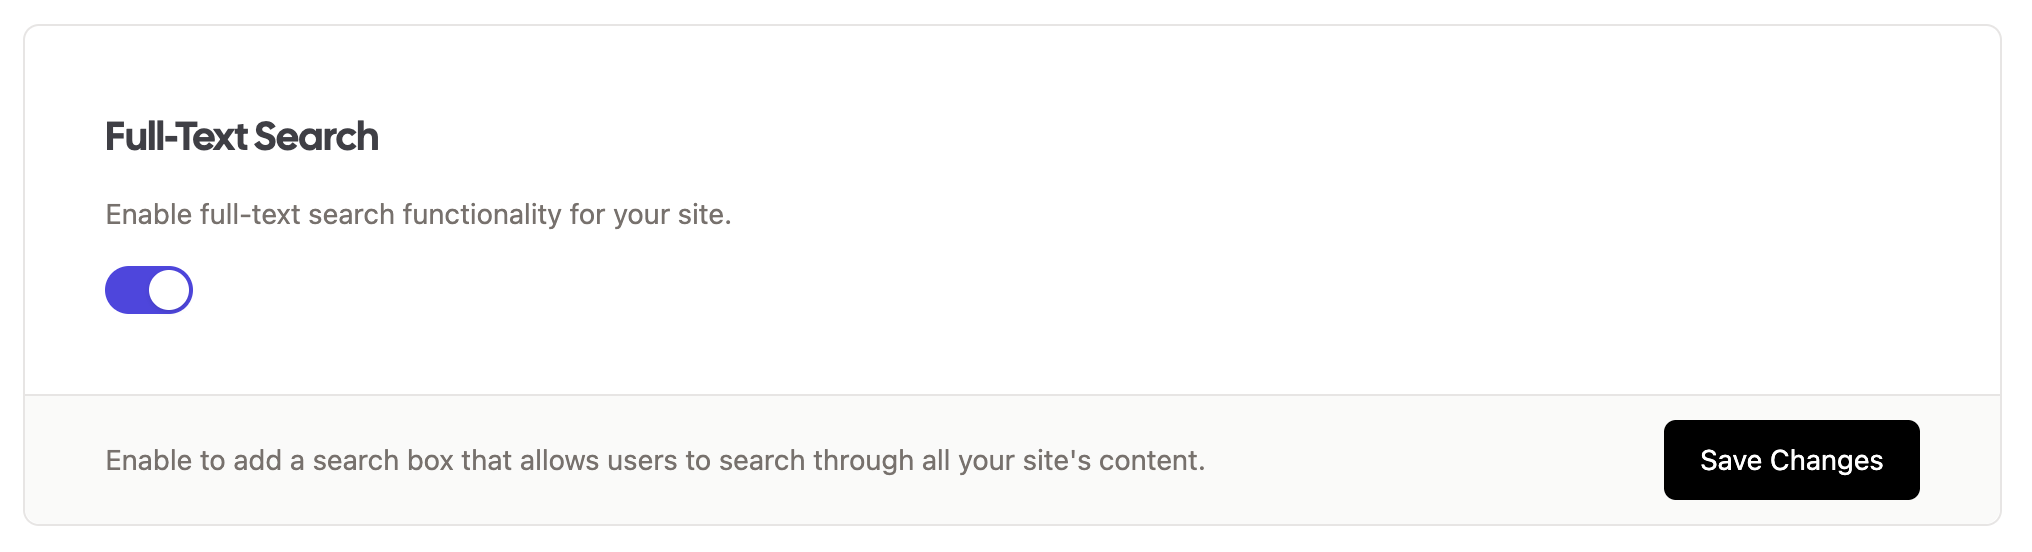 Full-Text Search
Enable full-text search functionality for your site.
Enable to add a search box that allows users to search through all your site's content.
Save Changes